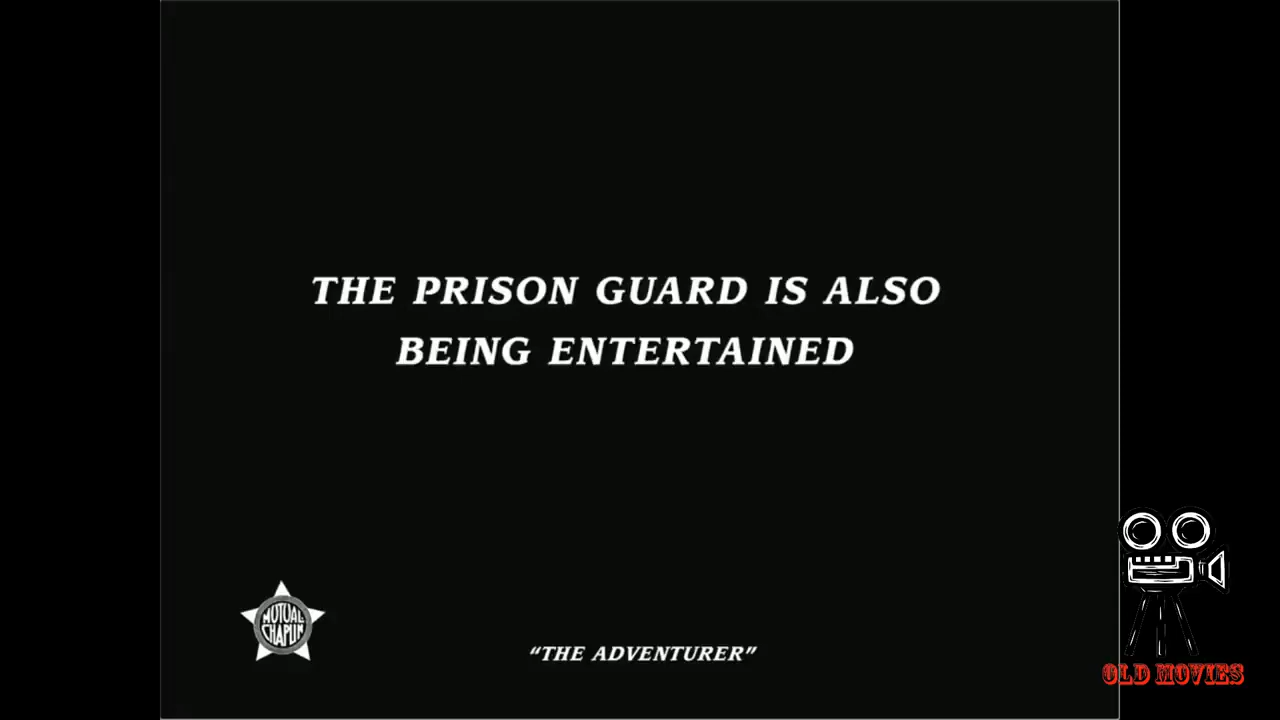 THE PRISON GUARD IS ALSO
BEING ENTERTAINED
MUTUAL
CHAPLIN
"THE ADVENTURER"
OLD MOVIES